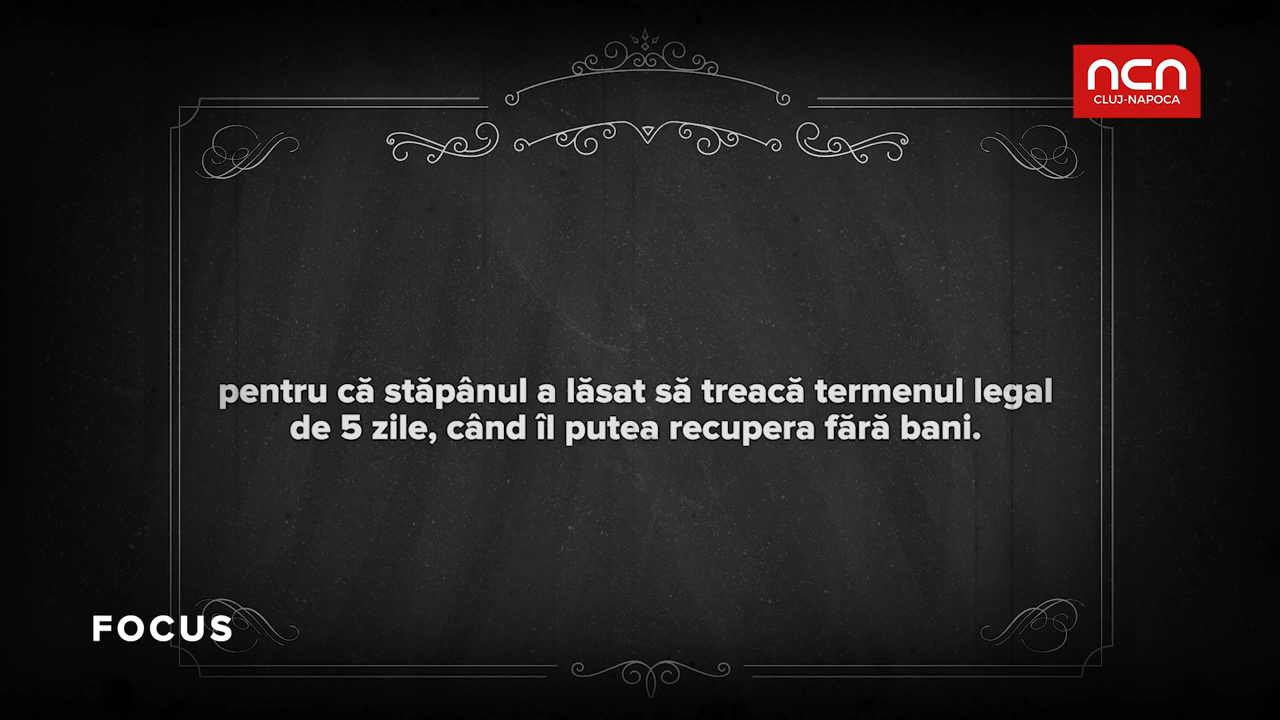 ncn
CLUJ-NAPOCA
pentru că stăpânul a lăsat să treacă termenul legal
de 5 zile, când îl putea recupera fără bani.
FOCUS